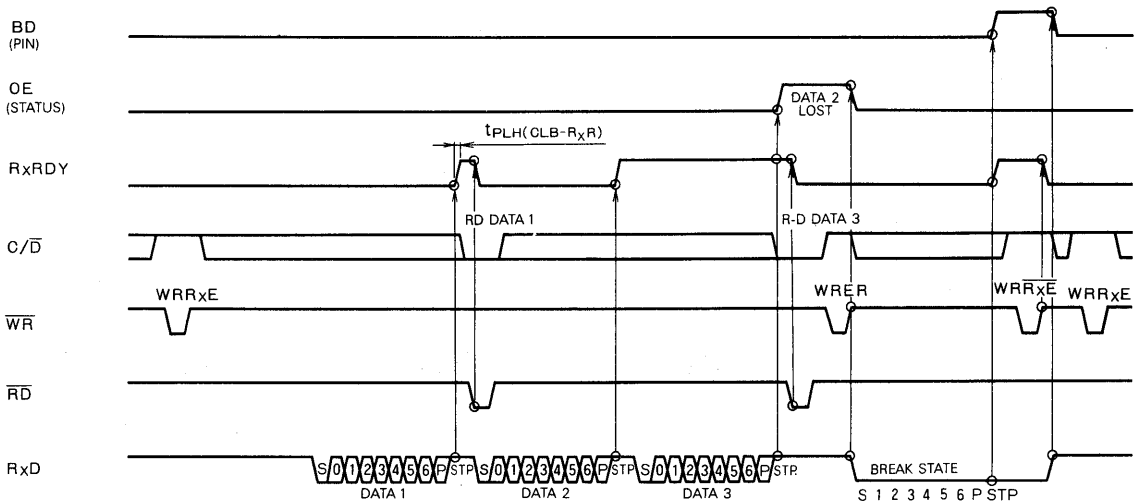 BD
(PIN)
OE
(STATUS)
DATA 2
LOST
tPLH(CLB-RxR)
RxRDY
RD DATA 1
R-D DATA 3
C/D̅
WRRxE
WRER
WRR̅x̅E̅
WRRxE
W̅R̅
R̅D̅
RxD
S 0 1 2 3 4 5 6 P STP
S 0 1 2 3 4 5 6 P STP
S 0 1 2 3 4 5 6 P STP.
BREAK STATE
DATA 1
DATA 2
DATA 3
S 1 2 3 4 5 6 P STP.